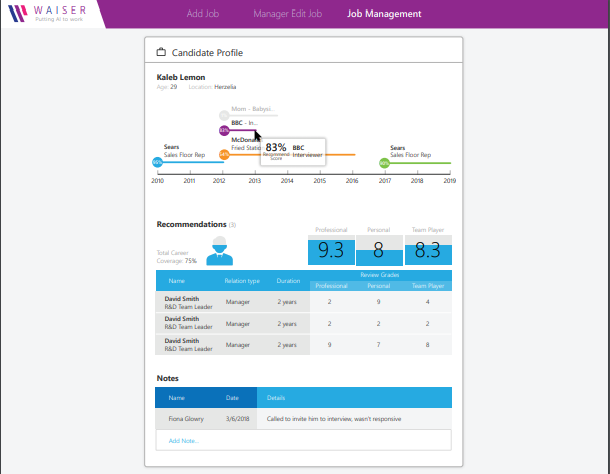 WAISER
Putting AI to work
Add Job
Manager Edit Job
Job Management
Candidate Profile
Kaleb Lemon
Age: 29 Location: Herzelia
Mom - Babysi..
BBC - In..
83%
McDona
Fried Statio
83%
Recommend
Score
BBC
Interviewer
Sears
Sales Floor Rep
Sears
Sales Floor Rep
2010 2011 2012 2013 2014 2015 2016 2017 2018 2019
Recommendations (3)
Total Career
Coverage: 75%
Professional Personal Team Player
9.3 8 8.3
Name Relation type Duration Review Grades
Professional Personal Team Player
David Smith
R&D Team Leader Manager 2 years 2 9 4
David Smith
R&D Team Leader Manager 2 years 2 2 2
David Smith
R&D Team Leader Manager 2 years 9 7 8
Notes
Name Date Details
Fiona Glowry 3/6/2018 Called to invite him to interview, wasn't responsive
Add Note..